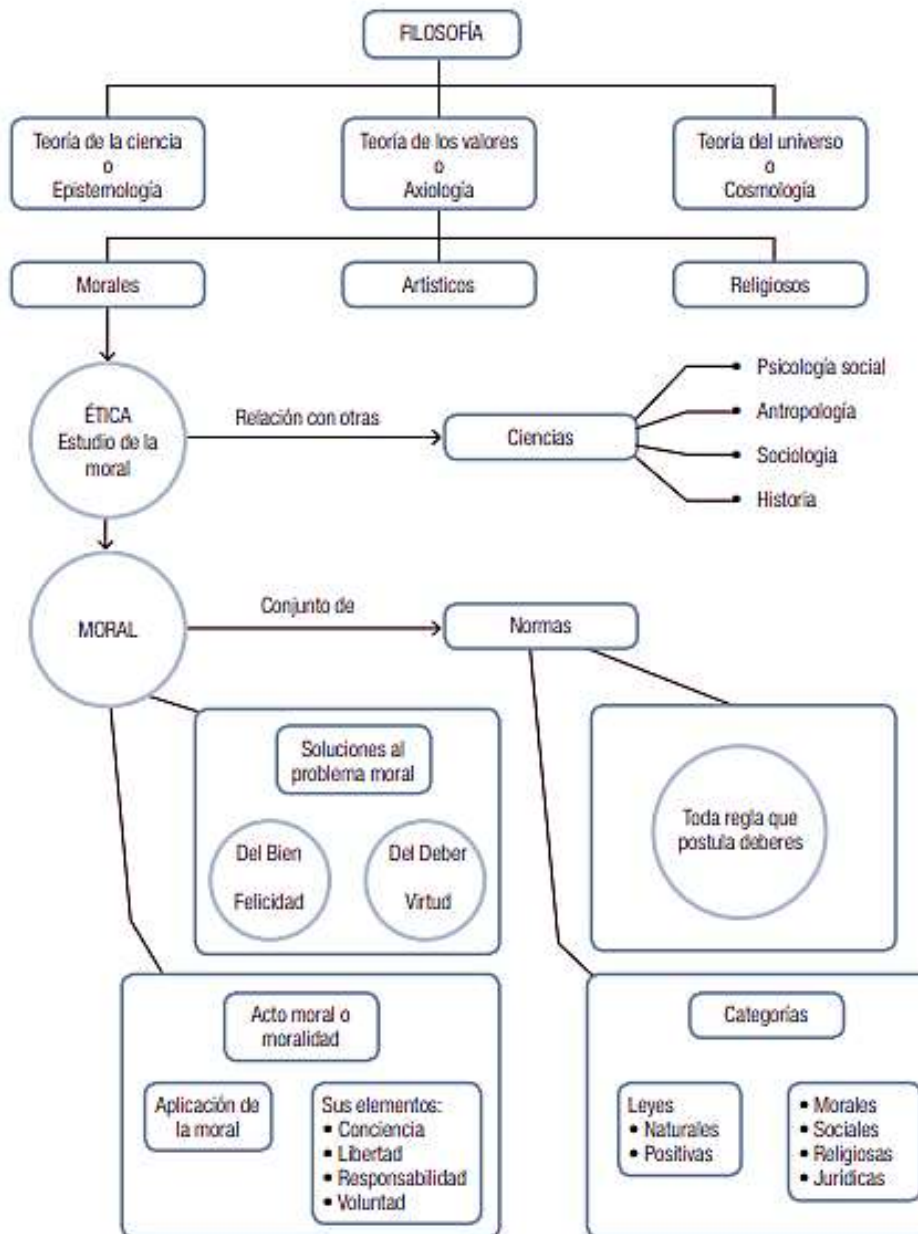 FILOSOFÍA
Teoría de la ciencia
o
Epistemología
Teoría de los valores
o
Axiología
Teoría del universo
o
Cosmología
Morales
Artísticos
Religiosos
ÉTICA
Estudio de la
moral
Relación con otras
Ciencias
• Psicología social
• Antropología
• Sociología
• Historia
MORAL
Conjunto de
Normas
Soluciones al
problema moral
Del Bien
Felicidad
Del Deber
Virtud
Toda regla que
postula deberes
Acto moral o
moralidad
Aplicación de
la moral
Sus elementos:
• Conciencia
• Libertad
• Responsabilidad
• Voluntad
Categorías
Leyes
• Naturales
• Positivas
• Morales
• Sociales
• Religiosas
• Jurídicas